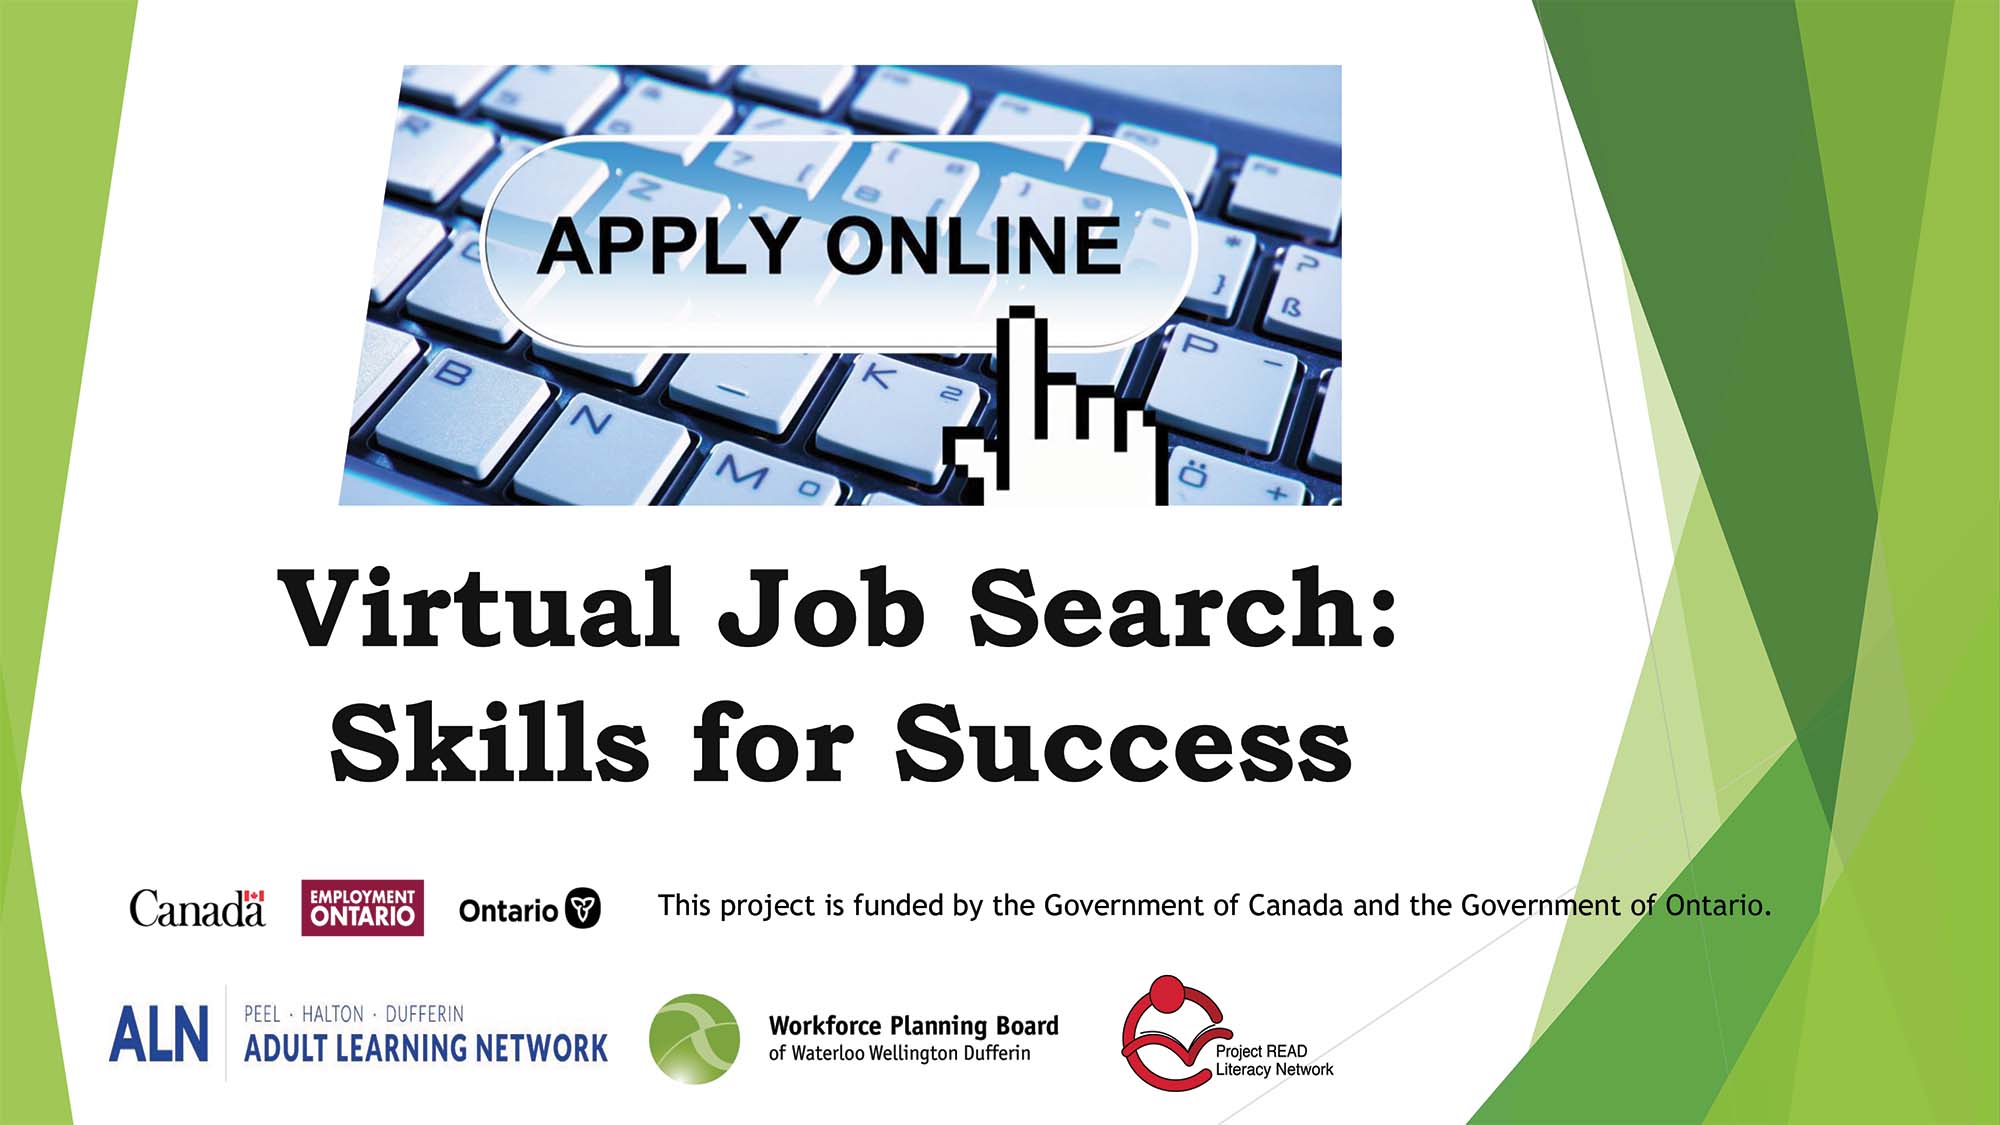 APPLY ONLINE
B
N
M
K
P
Ö
Virtual Job Search:
Skills for Success
Canada
EMPLOYMENT
ONTARIO
Ontario
This project is funded by the Government of Canada and the Government of Ontario.
ALN
PEEL · HALTON · DUFFERIN
ADULT LEARNING NETWORK
Workforce Planning Board
of Waterloo Wellington Dufferin
Project READ
Literacy Network